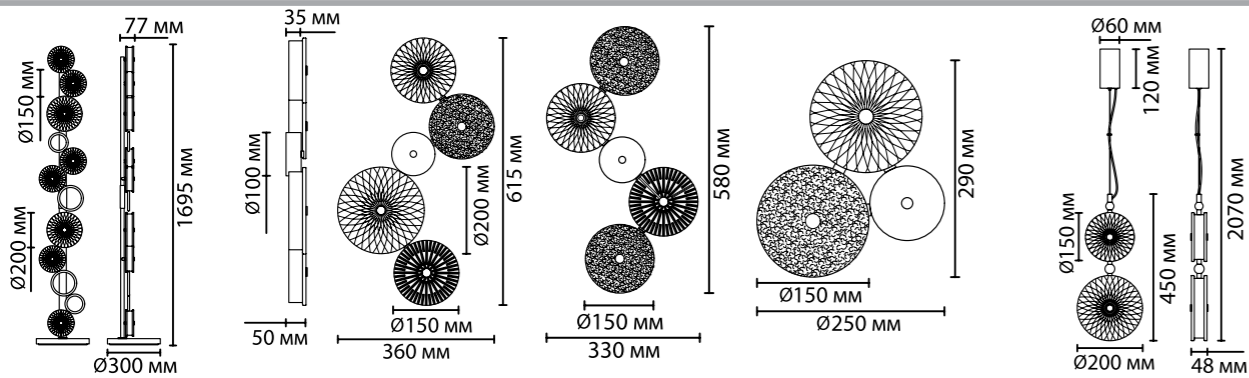 77 мм
Ø150 мм
Ø200 мм
1695 мм
Ø300 мм
35 мм
Ø100 мм
50 мм
Ø200 мм
615 мм
Ø150 мм
360 мм
580 мм
Ø150 мм
330 мм
290 мм
Ø150 мм
Ø250 мм
Ø60 мм
120 мм
Ø150 мм
450 мм
2070 мм
Ø200 мм
48 мм